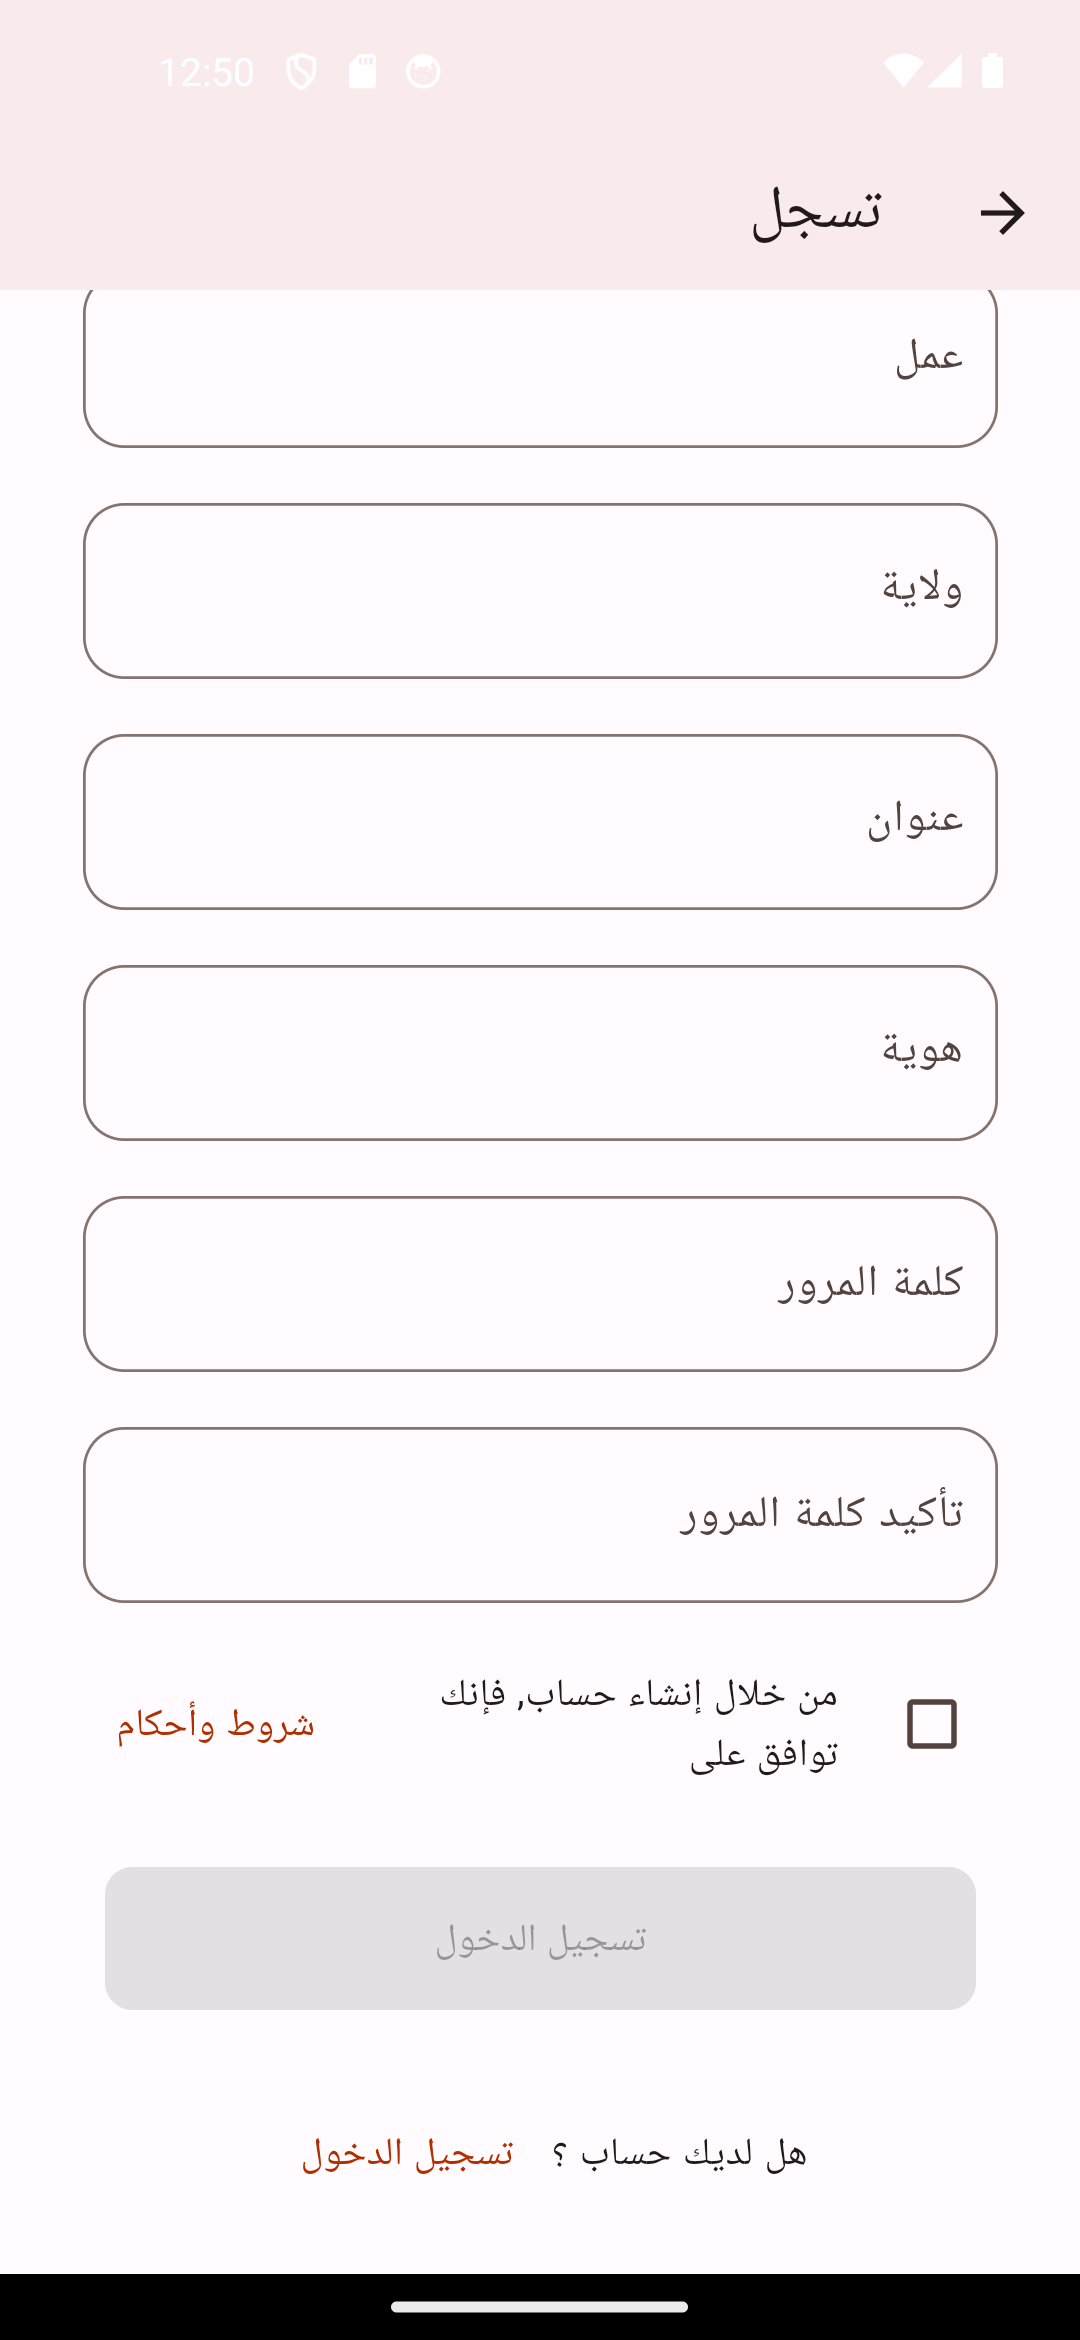 12:50
تسجل
عمل
ولاية
عنوان
هوية
كلمة المرور
تأكيد كلمة المرور
من خلال إنشاء حساب, فإنك
توافق على
شروط وأحكام
تسجيل الدخول
هل لديك حساب ؟ تسجيل الدخول